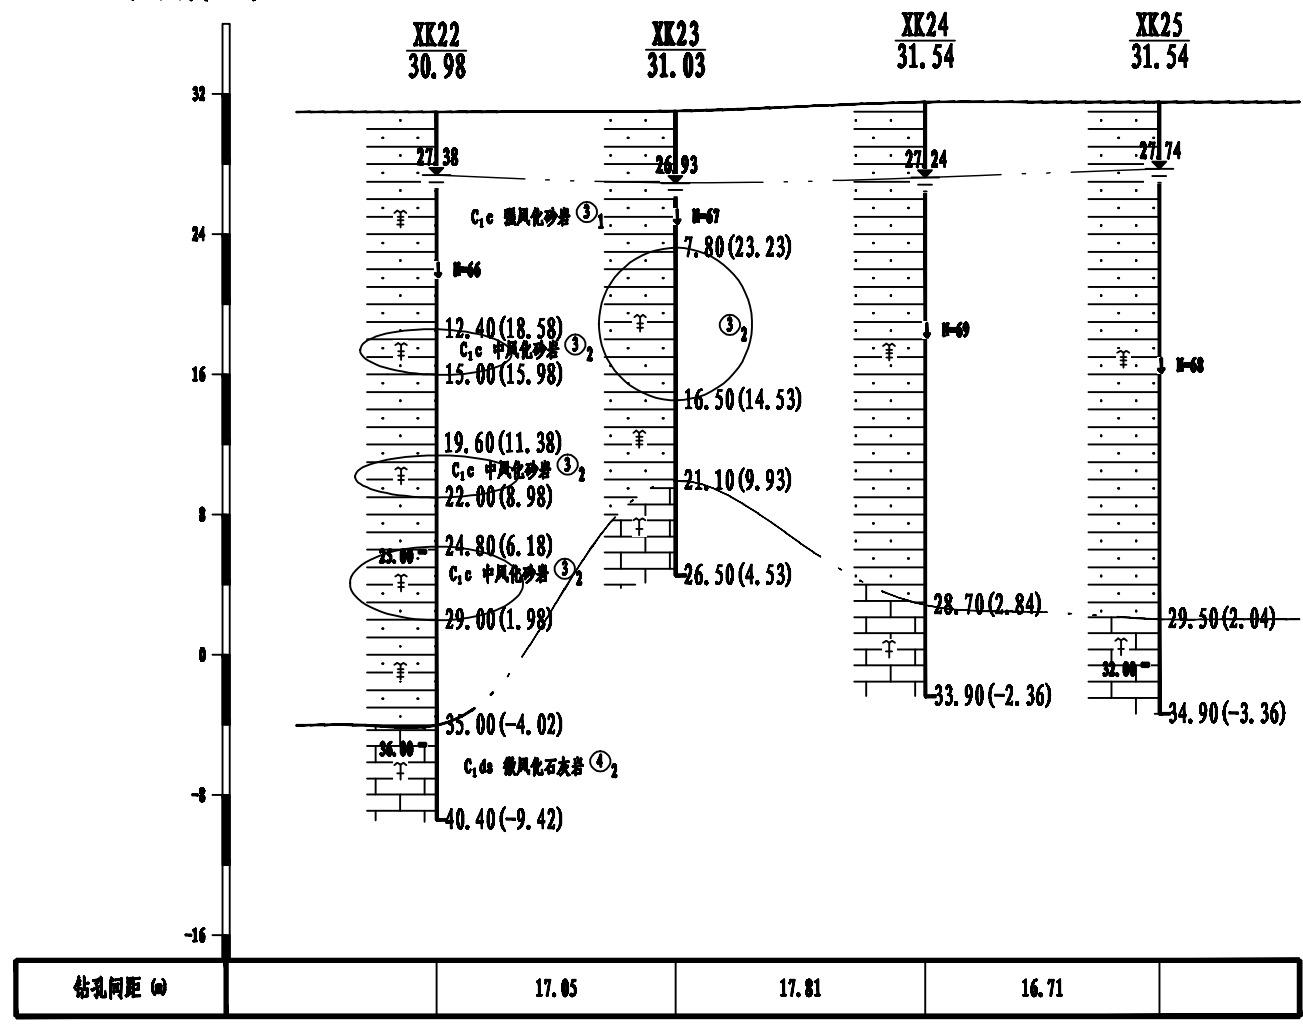 XK22
30.98
XK23
31.03
XK24
31.54
XK25
31.54
32
24
16
8
0
-8
-16
27.38
26.93
27.24
27.74
C₁c 强风化砂岩 ③₁
N=67
7.80(23.23)
N=66
12.40(18.58)
C₁c 中风化砂岩 ③₂
15.00(15.98)
③₂
N=69
N=68
16.50(14.53)
19.60(11.38)
C₁c 中风化砂岩 ③₂
22.00(8.98)
21.10(9.93)
24.80(6.18)
25.00
C₁c 中风化砂岩 ③₂
29.00(1.98)
26.50(4.53)
28.70(2.84)
29.50(2.04)
32.00
33.90(-2.36)
34.90(-3.36)
35.00(-4.02)
36.00
C₁ds 微风化石灰岩 ④₂
40.40(-9.42)
钻孔间距 (m)
17.05
17.81
16.71